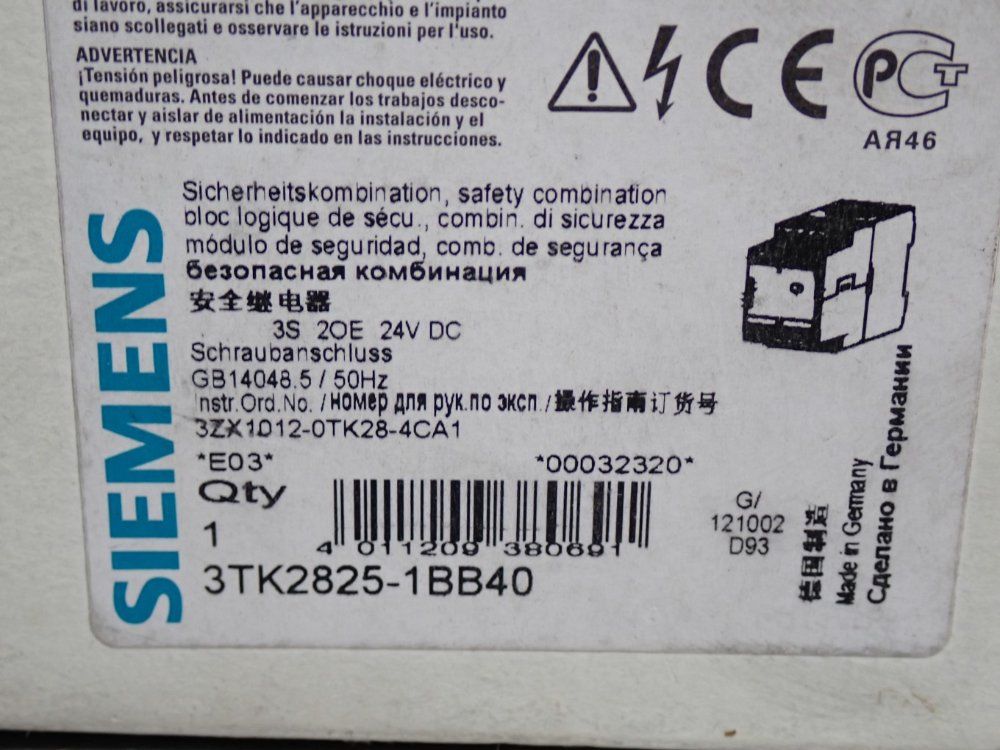 di lavoro, assicurarsi che l'apparecchio e l'impianto
siano scollegati e osservare le istruzioni per l'uso.
ADVERTENCIA
¡Tensión peligrosa! Puede causar choque eléctrico y
quemaduras. Antes de comenzar los trabajos desco-
nectar y aislar de alimentación la instalación y el
equipo, y respetar lo indicado en las instrucciones.
CE
PCT
АЯ46
SIEMENS
Sicherheitskombination, safety combination
bloc logique de sécu., combin. di sicurezza
módulo de seguridad, comb. de segurança
безопасная комбинация
安全继电器
3S 2OE 24V DC
Schraubanschluss
GB14048.5 / 50Hz
Instr.Ord.No. /номер для рук.по эксп./操作指南订货号
3ZX1012-0TK28-4CA1
*E03* *00032320*
Qty
1
4 011209 380691
3TK2825-1BB40
G/
121002
D93
德国制造
Made in Germany
Сделано в Германии